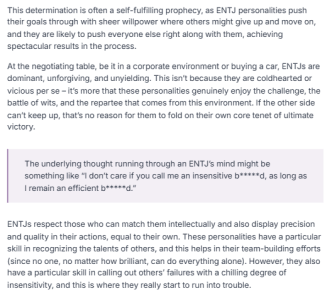 This determination is often a self-fulfilling prophecy, as ENTJ personalities push
their goals through with sheer willpower where others might give up and move on,
and they are likely to push everyone else right along with them, achieving
spectacular results in the process.
At the negotiating table, be it in a corporate environment or buying a car, ENTJs are
dominant, unforgiving, and unyielding. This isn't because they are coldhearted or
vicious per se – it's more that these personalities genuinely enjoy the challenge, the
battle of wits, and the repartee that comes from this environment. If the other side
can't keep up, that's no reason for them to fold on their own core tenet of ultimate
victory.
The underlying thought running through an ENTJ's mind might be
something like “I don't care if you call me an insensitive b*****d, as long as
I remain an efficient b*****d.”
ENTJs respect those who can match them intellectually and also display precision
and quality in their actions, equal to their own. These personalities have a particular
skill in recognizing the talents of others, and this helps in their team-building efforts
(since no one, no matter how brilliant, can do everything alone). However, they also
have a particular skill in calling out others' failures with a chilling degree of
insensitivity, and this is where they really start to run into trouble.